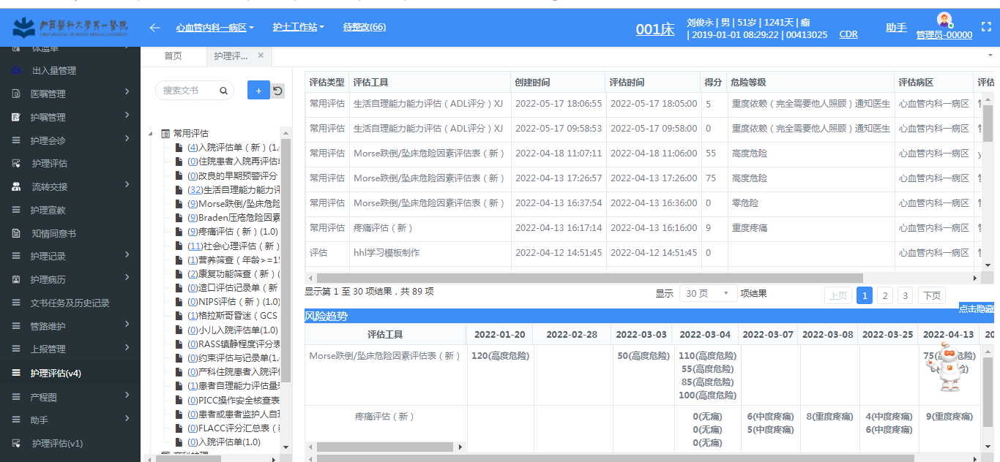 山西医科大学第一医院
FIRST HOSPITAL OF SHANXI MEDICAL UNIVERSITY
心血管内科一病区
护士工作站
待整改(66)
001床
刘俊永 | 男 | 51岁 | 1241天 | 瘤
| 2019-01-01 08:29:22 | 00413025
CDR
助手
管理员-00000
体温单
出入量管理
医嘱管理
护嘱管理
护理会诊
护理评估
流转交接
护理宣教
知情同意书
护理记录
护理病历
文书任务及历史记录
管路维护
上报管理
护理评估(v4)
产程图
助手
护理评估(v1)
首页
护理评...
搜索文书
+
常用评估
(4)入院评估单（新）(1.
(0)住院患者入院再评估
(0)改良的早期预警评分
(32)生活自理能力能力评
(9)Morse跌倒/坠床危险
(9)Braden压疮危险因素
(9)疼痛评估（新）(1.0)
(11)社会心理评估（新）
(1)营养筛查（年龄>=1
(2)康复功能筛查（新）(
(0)造口评估记录单（新
(0)NIPS评估（新）(1.0)
(1)格拉斯哥昏迷（GCS
(0)小儿入院评估单(1.0)
(0)RASS镇静程度评分表
(0)约束评估与记录单(1.
(0)产科住院患者入院评
(1)患者自理能力评估量
(0)PICC操作安全核查表
(0)患者或患者监护人自
(0)FLACC评分汇总表（
(0)入院评估单(1.0)
产科护理
评估类型 评估工具 创建时间 评估时间 得分 危险等级 评估病区 评估
常用评估 生活自理能力能力评估（ADL评分）XJ 2022-05-17 18:06:55 2022-05-17 18:05:00 5 重度依赖（完全需要他人照顾）通知医生 心血管内科一病区
常用评估 生活自理能力能力评估（ADL评分）XJ 2022-05-17 09:58:53 2022-05-17 09:58:00 0 重度依赖（完全需要他人照顾）通知医生 心血管内科一病区
常用评估 Morse跌倒/坠床危险因素评估表（新） 2022-04-18 11:07:11 2022-04-18 11:06:00 55 高度危险 心血管内科一病区 y
常用评估 Morse跌倒/坠床危险因素评估表（新） 2022-04-13 17:26:57 2022-04-13 17:26:00 75 高度危险 心血管内科一病区
常用评估 Morse跌倒/坠床危险因素评估表（新） 2022-04-13 16:37:54 2022-04-13 16:36:00 0 零危险 心血管内科一病区
常用评估 疼痛评估（新） 2022-04-13 16:17:14 2022-04-13 16:16:00 9 重度疼痛 心血管内科一病区
评估 hhl学习模板制作 2022-04-12 14:51:45 2022-04-12 14:51:45 0 心血管内科一病区
显示第 1 至 30 项结果，共 89 项
显示 30 页 项结果
上页 1 2 3 下页
风险趋势
点击隐藏
评估工具 2022-01-20 2022-02-28 2022-03-03 2022-03-04 2022-03-07 2022-03-08 2022-03-25 2022-04-13 20
Morse跌倒/坠床危险因素评估表（新） 120(高度危险) 50(高度危险) 110(高度危险) 75(高度危险)
55(高度危险)
85(高度危险)
100(高度危险)
疼痛评估（新） 0(无痛) 6(中度疼痛) 8(重度疼痛) 4(中度疼痛) 9(重度疼痛)
0(无痛) 5(中度疼痛) 6(中度疼痛)
0(无痛)